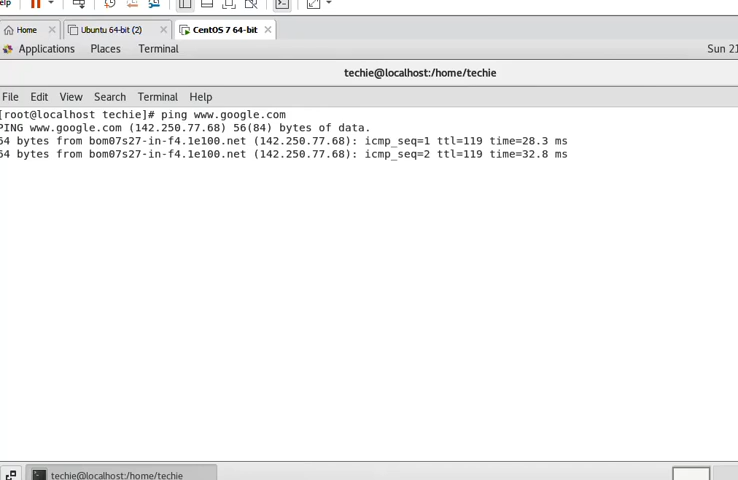 Home
Ubuntu 64-bit (2)
CentOS 7 64-bit
Applications Places Terminal
Sun 21
techie@localhost:/home/techie
File Edit View Search Terminal Help
[root@localhost techie]# ping www.google.com
PING www.google.com (142.250.77.68) 56(84) bytes of data.
64 bytes from bom07s27-in-f4.1e100.net (142.250.77.68): icmp_seq=1 ttl=119 time=28.3 ms
64 bytes from bom07s27-in-f4.1e100.net (142.250.77.68): icmp_seq=2 ttl=119 time=32.8 ms
techie@localhost:/home/techie